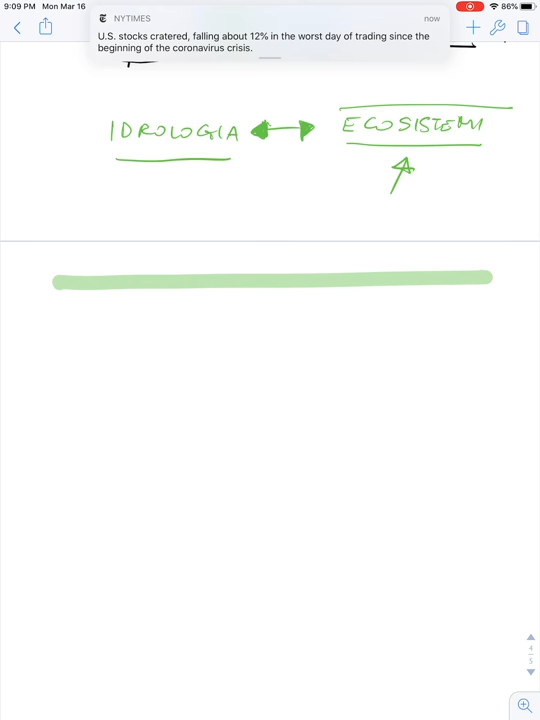 9:09 PM Mon Mar 16
86%
NYTIMES
now
U.S. stocks cratered, falling about 12% in the worst day of trading since the
beginning of the coronavirus crisis.
IDROLOGIA ECOSISTEMI
4
5